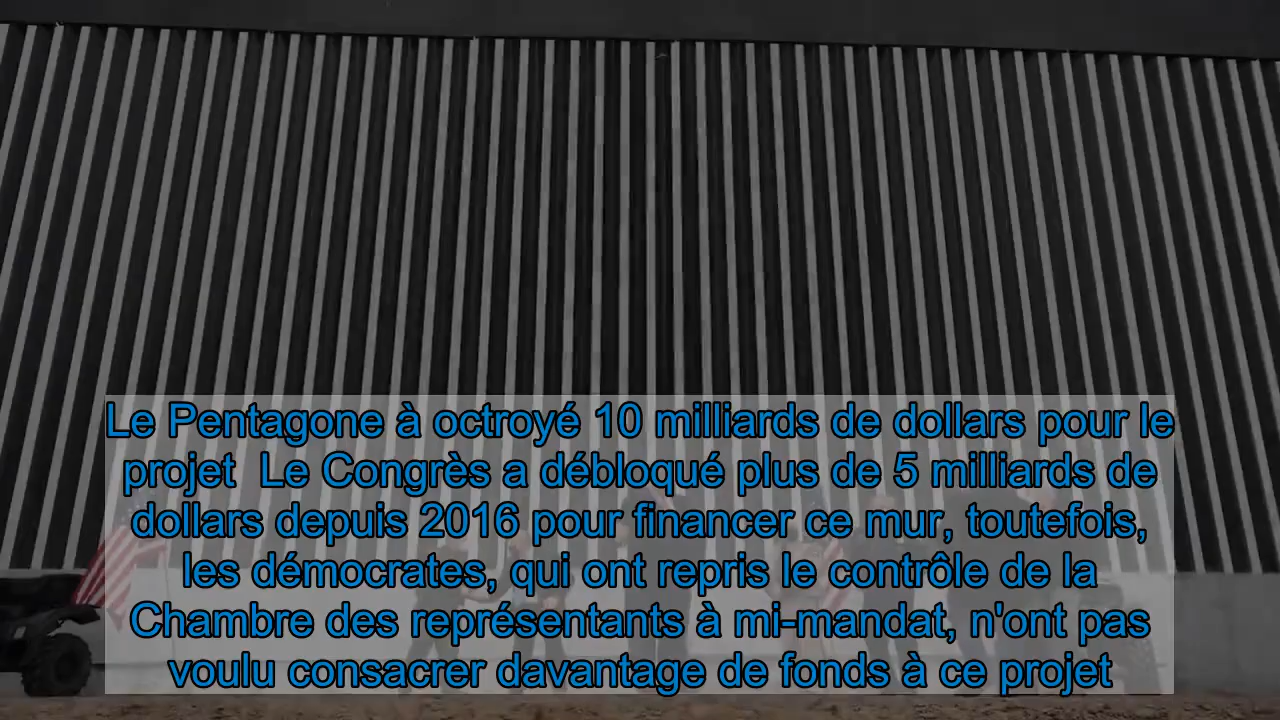 Le Pentagone à octroyé 10 milliards de dollars pour le
projet  Le Congrès a débloqué plus de 5 milliards de
dollars depuis 2016 pour financer ce mur, toutefois,
les démocrates, qui ont repris le contrôle de la
Chambre des représentants à mi-mandat, n'ont pas
voulu consacrer davantage de fonds à ce projet